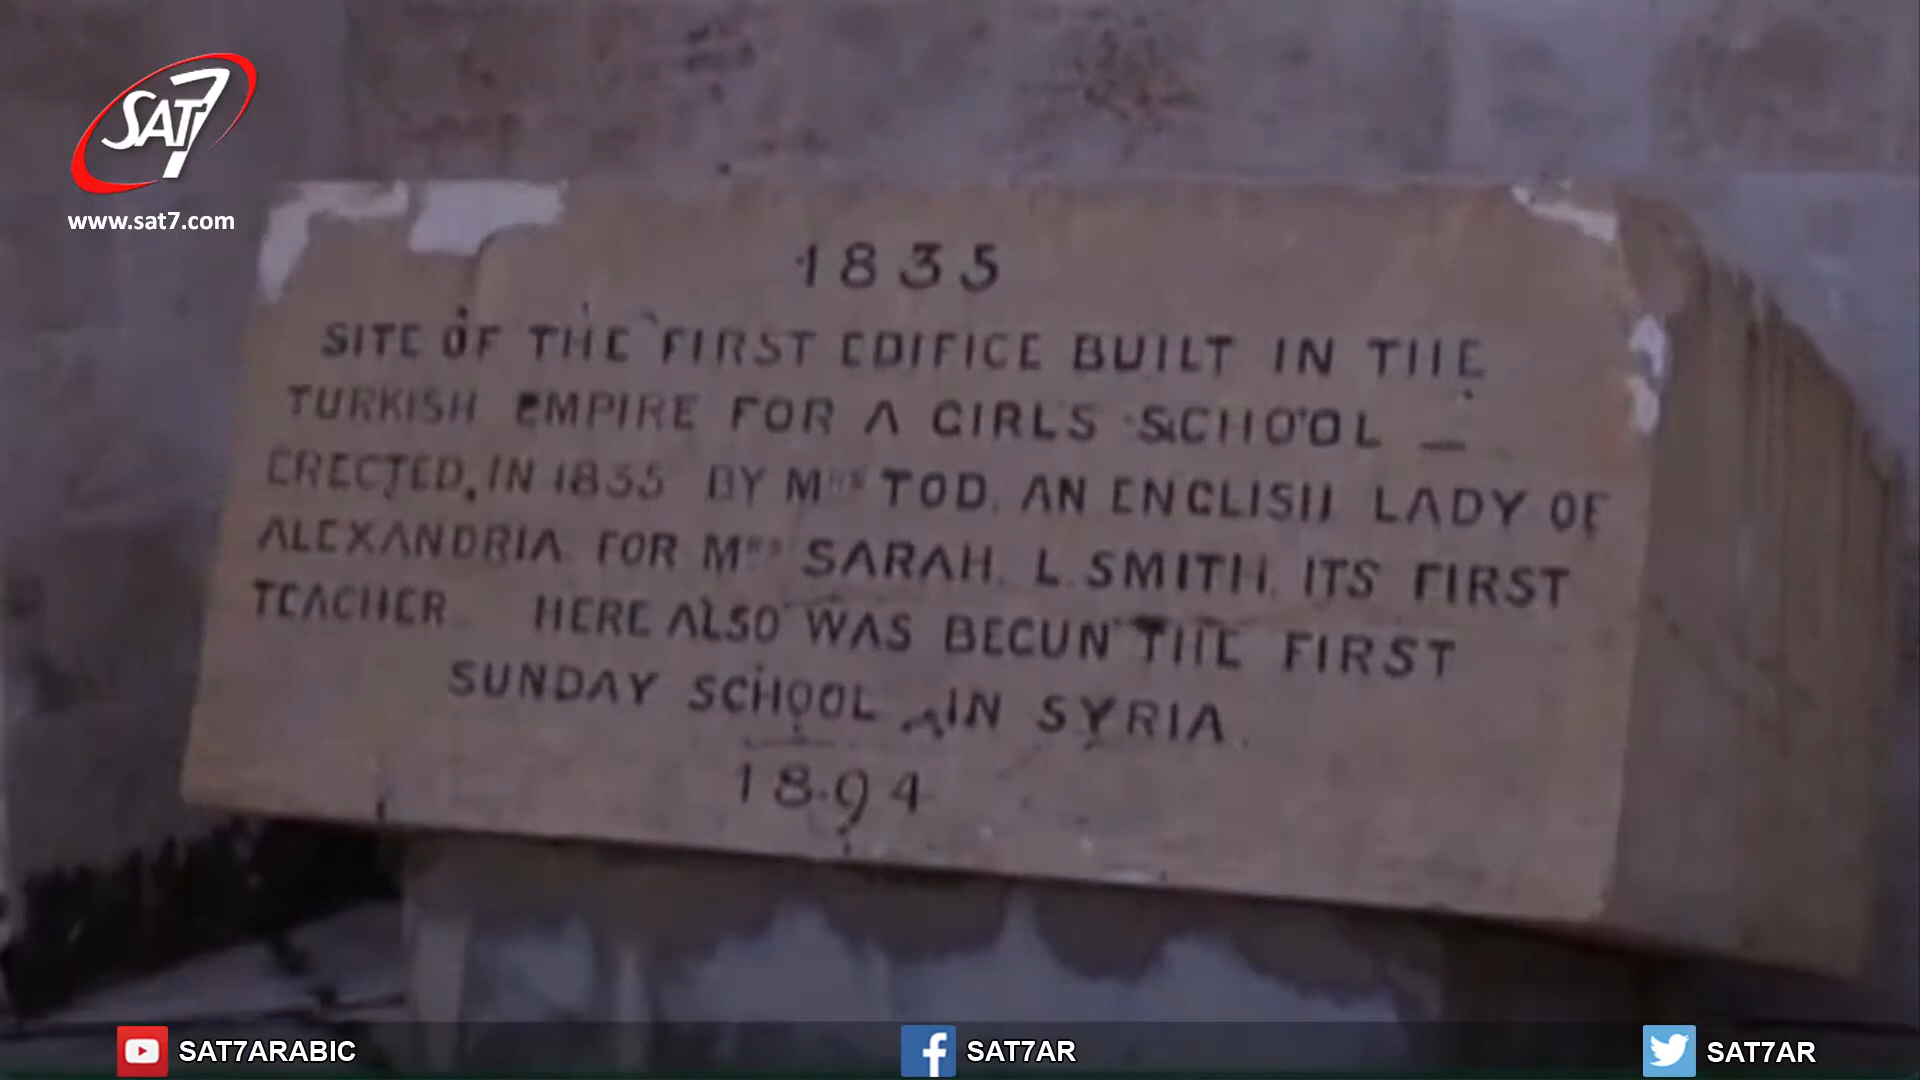 SAT7
www.sat7.com
1835
SITE OF THE FIRST EDIFICE BUILT IN THE
TURKISH EMPIRE FOR A GIRLS SCHOOL —
ERECTED, IN 1835 BY Mrs TOD, AN ENGLISH LADY OF
ALEXANDRIA. FOR Mrs SARAH. L. SMITH, ITS FIRST
TEACHER. HERE ALSO WAS BEGUN THE FIRST
SUNDAY SCHOOL IN SYRIA.
1894
SAT7ARABIC
SAT7AR
SAT7AR